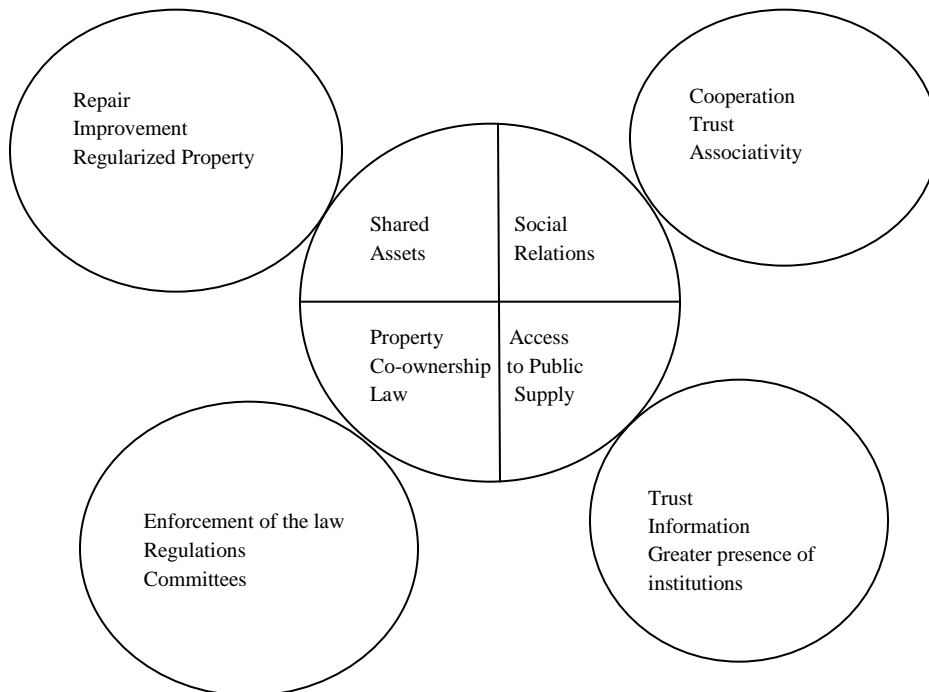 Repair
Improvement
Regularized Property
Cooperation
Trust
Associativity
Shared
Assets
Social
Relations
Property
Co-ownership
Law
Access
to Public
Supply
Enforcement of the law
Regulations
Committees
Trust
Information
Greater presence of
institutions